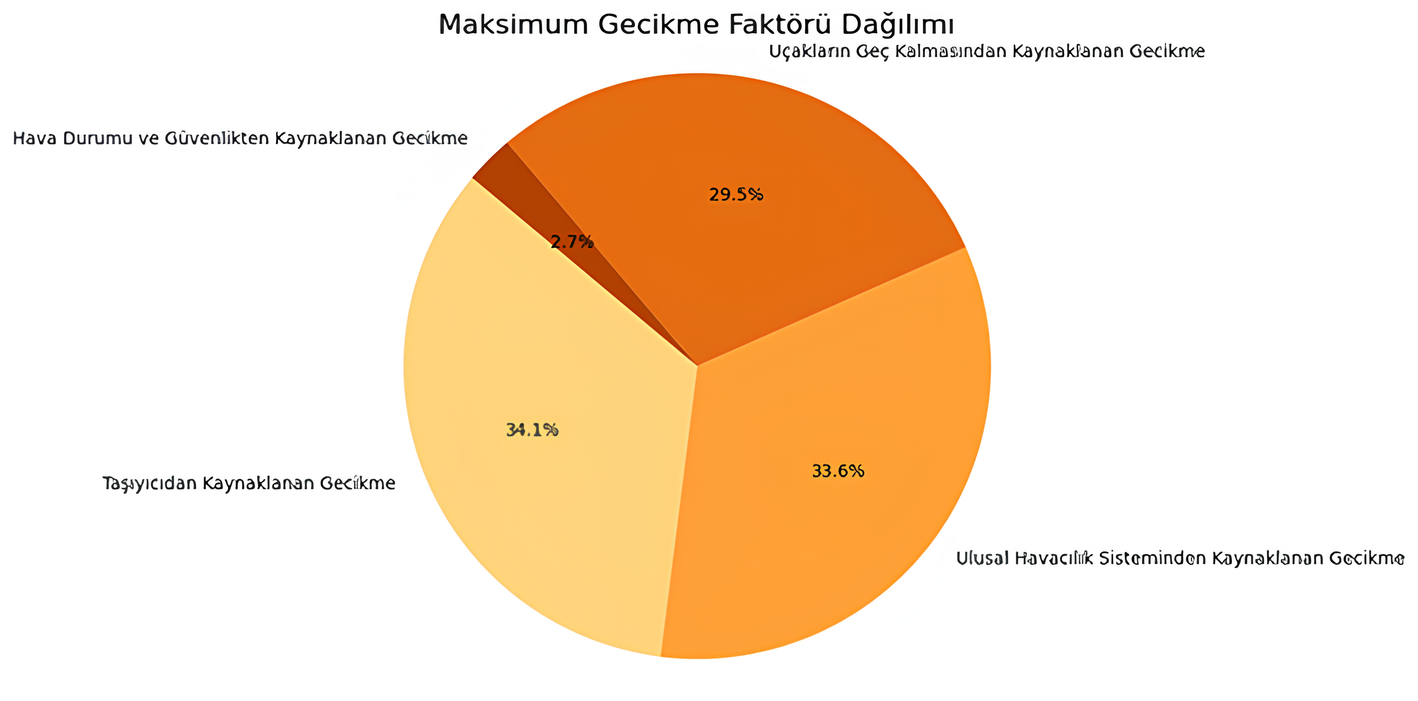 Maksimum Gecikme Faktörü Dağılımı
Uçakların Geç Kalmasından Kaynaklanan Gecikme
Hava Durumu ve Güvenlikten Kaynaklanan Gecikme
29.5%
2.7%
34.1%
33.6%
Taşıyıcıdan Kaynaklanan Gecikme
Ulusal Havacılık Sisteminden Kaynaklanan Gecikme